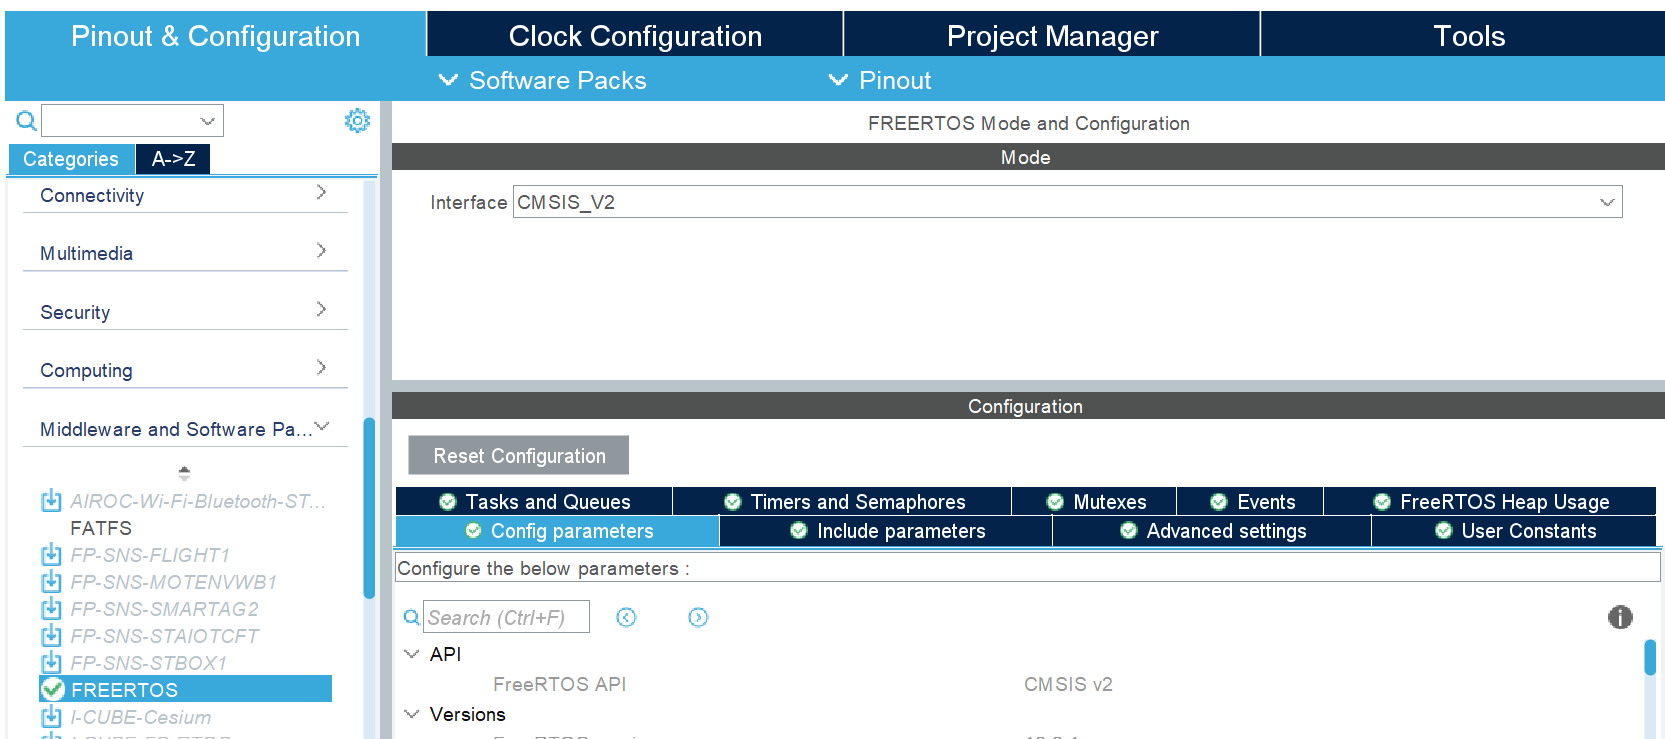 Pinout & Configuration
Clock Configuration
Project Manager
Tools
Software Packs
Pinout
Categories
A->Z
Connectivity
Multimedia
Security
Computing
Middleware and Software Pa...
AIROC-Wi-Fi-Bluetooth-ST...
FATFS
FP-SNS-FLIGHT1
FP-SNS-MOTENVWB1
FP-SNS-SMARTAG2
FP-SNS-STAIOTCFT
FP-SNS-STBOX1
FREERTOS
I-CUBE-Cesium
FREERTOS Mode and Configuration
Mode
Interface CMSIS_V2
Configuration
Reset Configuration
Tasks and Queues
Timers and Semaphores
Mutexes
Events
FreeRTOS Heap Usage
Config parameters
Include parameters
Advanced settings
User Constants
Configure the below parameters :
Search (Ctrl+F)
API
FreeRTOS API CMSIS v2
Versions